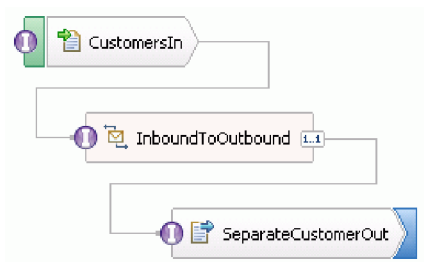 I CustomersIn
I InboundToOutbound 1..1
I SeparateCustomerOut